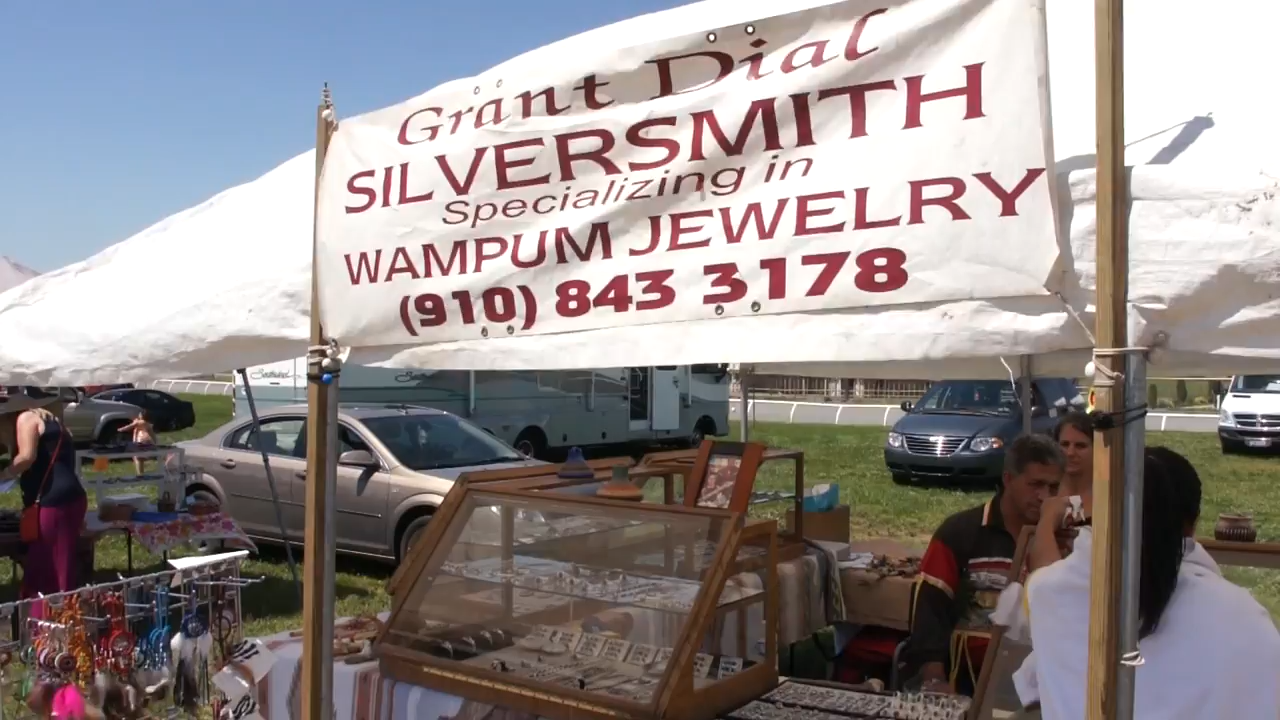 Grant Dial
SILVERSMITH
Specializing in
WAMPUM JEWELRY
(910) 843 3178